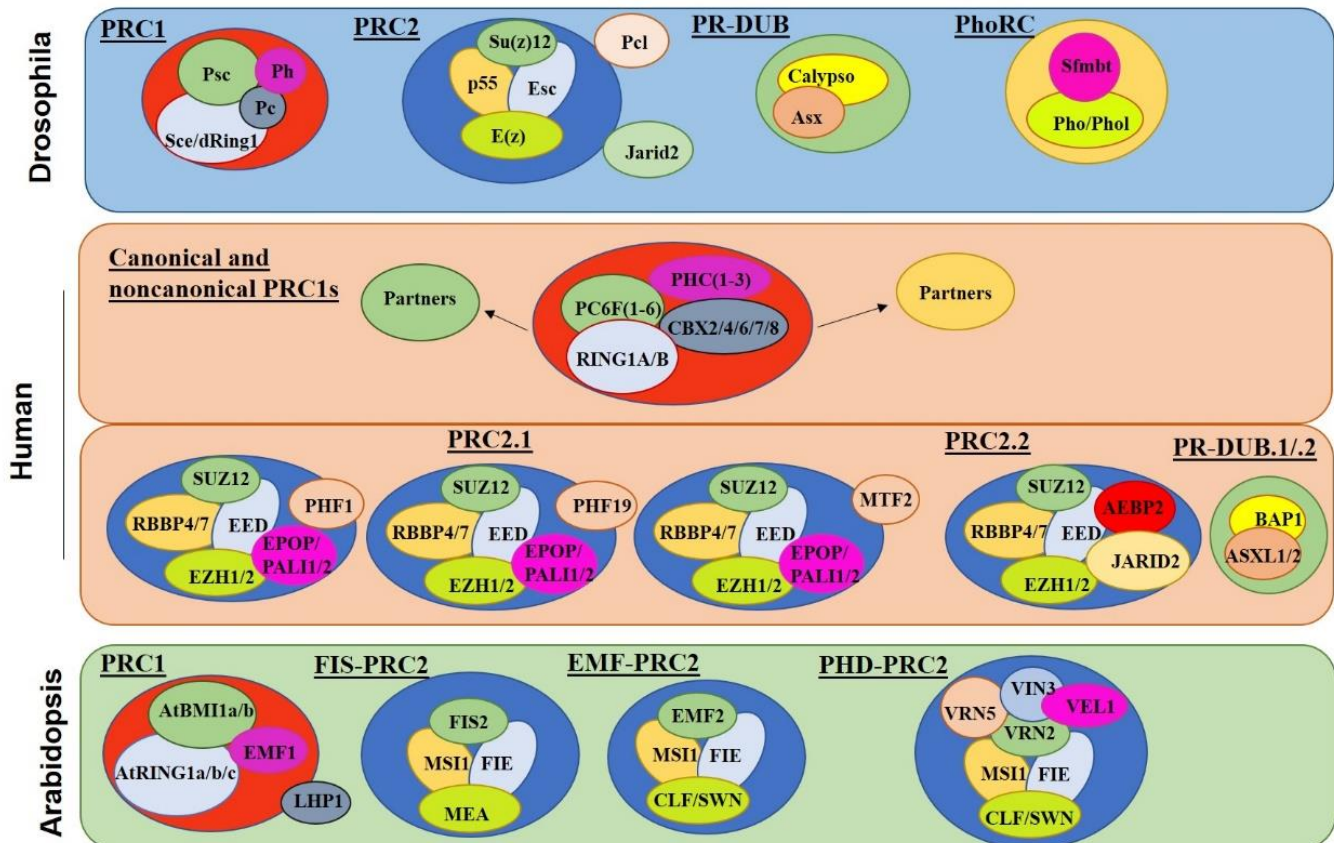 Drosophila
PRC1
Psc
Ph
Pc
Sce/dRing1
PRC2
Su(z)12
p55
Esc
E(z)
Pcl
Jarid2
PR-DUB
Calypso
Asx
PhoRC
Sfmbt
Pho/Phol
Human
Canonical and
noncanonical PRC1s
Partners
PHC(1-3)
PC6F(1-6)
CBX2/4/6/7/8
RING1A/B
Partners
PRC2.1
SUZ12
RBBP4/7
EED
PHF1
EPOP/
PALI1/2
EZH1/2
SUZ12
RBBP4/7
EED
PHF19
EPOP/
PALI1/2
EZH1/2
SUZ12
RBBP4/7
EED
MTF2
EPOP/
PALI1/2
EZH1/2
PRC2.2
SUZ12
AEBP2
RBBP4/7
EED
JARID2
EZH1/2
PR-DUB.1/.2
BAP1
ASXL1/2
Arabidopsis
PRC1
AtBMI1a/b
EMF1
AtRING1a/b/c
LHP1
FIS-PRC2
FIS2
MSI1
FIE
MEA
EMF-PRC2
EMF2
MSI1
FIE
CLF/SWN
PHD-PRC2
VIN3
VRN5
VEL1
VRN2
MSI1
FIE
CLF/SWN